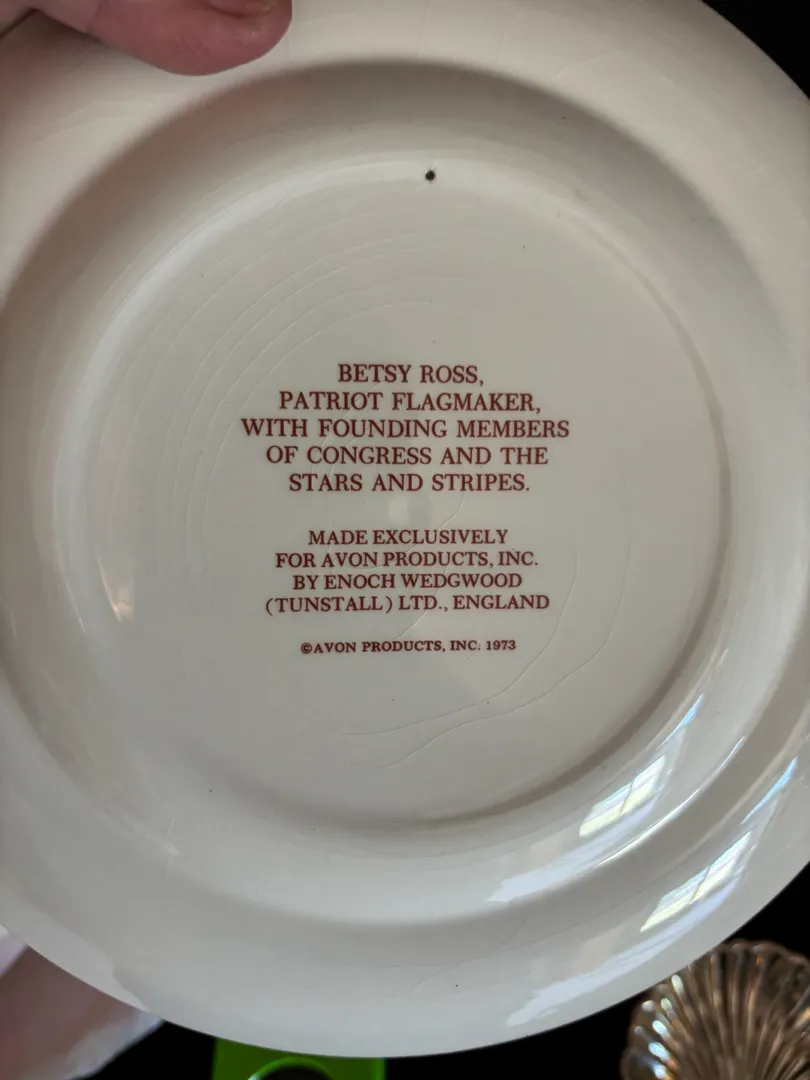 BETSY ROSS,
PATRIOT FLAGMAKER,
WITH FOUNDING MEMBERS
OF CONGRESS AND THE
STARS AND STRIPES.
MADE EXCLUSIVELY
FOR AVON PRODUCTS, INC.
BY ENOCH WEDGWOOD
(TUNSTALL) LTD., ENGLAND
©AVON PRODUCTS, INC. 1973